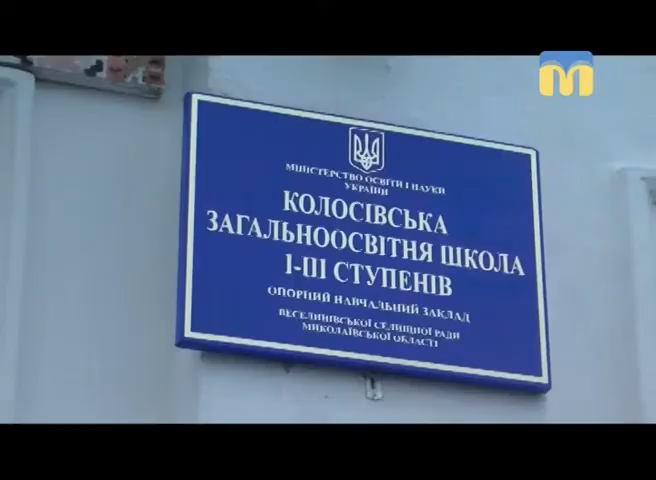 М
МІНІСТЕРСТВО ОСВІТИ І НАУКИ
УКРАЇНИ
КОЛОСІВСЬКА
ЗАГАЛЬНООСВІТНЯ ШКОЛА
І-ІІІ СТУПЕНІВ
ОПОРНИЙ НАВЧАЛЬНИЙ ЗАКЛАД
ВЕСЕЛИНІВСЬКОЇ СЕЛИЩНОЇ РАДИ
МИКОЛАЇВСЬКОЇ ОБЛАСТІ